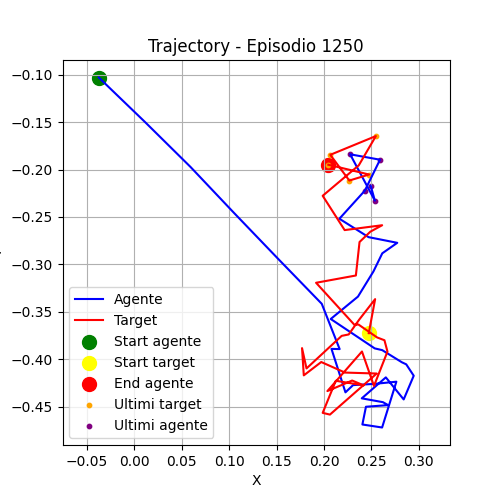 Trajectory - Episodio 1250
−0.10
−0.15
−0.20
−0.25
−0.30
−0.35
−0.40
−0.45
Agente
Target
Start agente
Start target
End agente
Ultimi target
Ultimi agente
−0.05 0.00 0.05 0.10 0.15 0.20 0.25 0.30
X